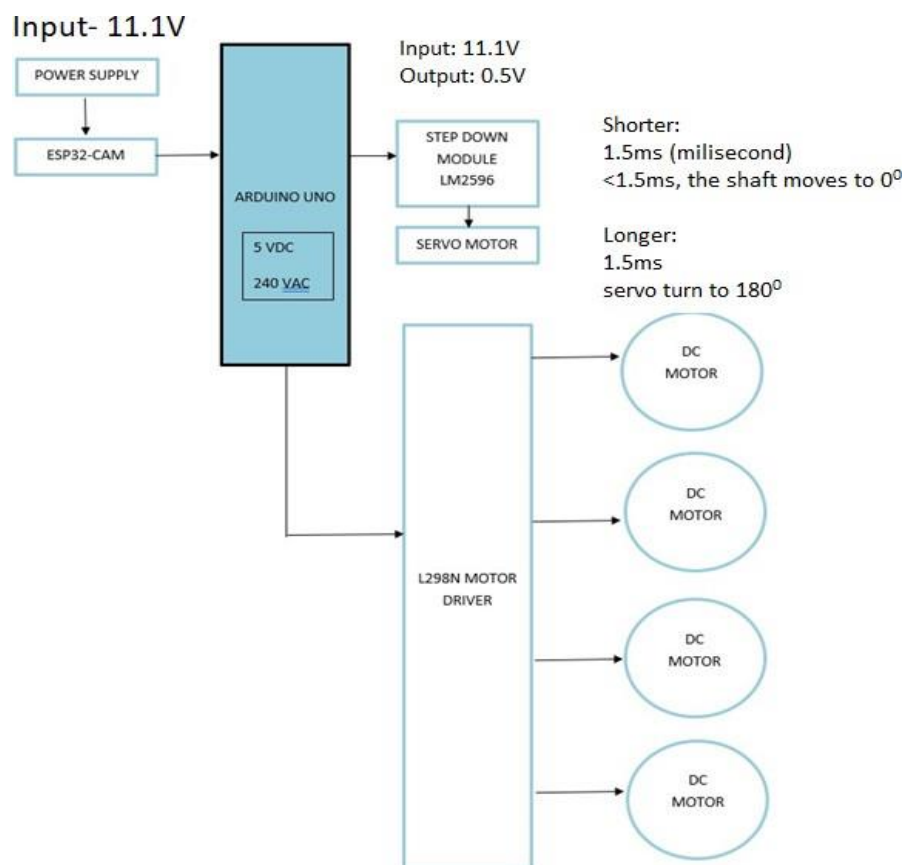 Input- 11.1V
POWER SUPPLY
ESP32-CAM
ARDUINO UNO
5 VDC
240 VAC
Input: 11.1V
Output: 0.5V
STEP DOWN
MODULE
LM2596
SERVO MOTOR
Shorter:
1.5ms (milisecond)
<1.5ms, the shaft moves to 0⁰
Longer:
1.5ms
servo turn to 180⁰
L298N MOTOR
DRIVER
DC
MOTOR
DC
MOTOR
DC
MOTOR
DC
MOTOR